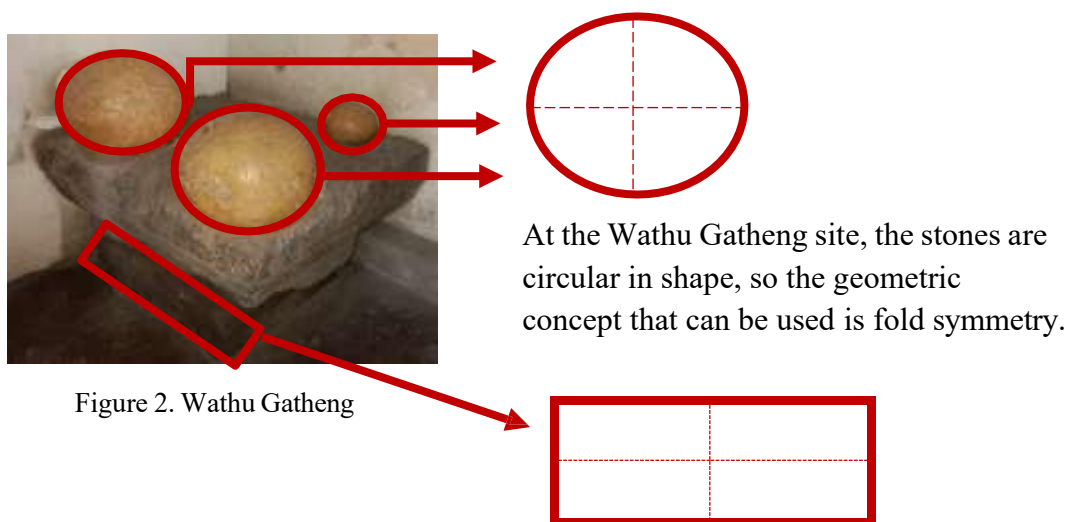 At the Wathu Gatheng site, the stones are
circular in shape, so the geometric
concept that can be used is fold symmetry.
Figure 2. Wathu Gatheng